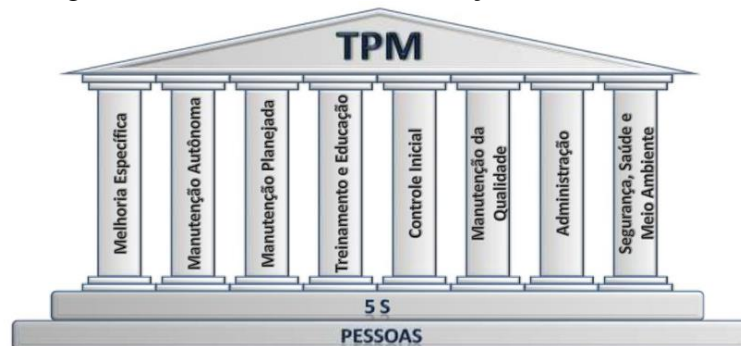 TPM
Melhoria Específica
Manutenção Autônoma
Manutenção Planejada
Treinamento e Educação
Controle Inicial
Manutenção da
Qualidade
Administração
Segurança, Saúde e
Meio Ambiente
5 S
PESSOAS